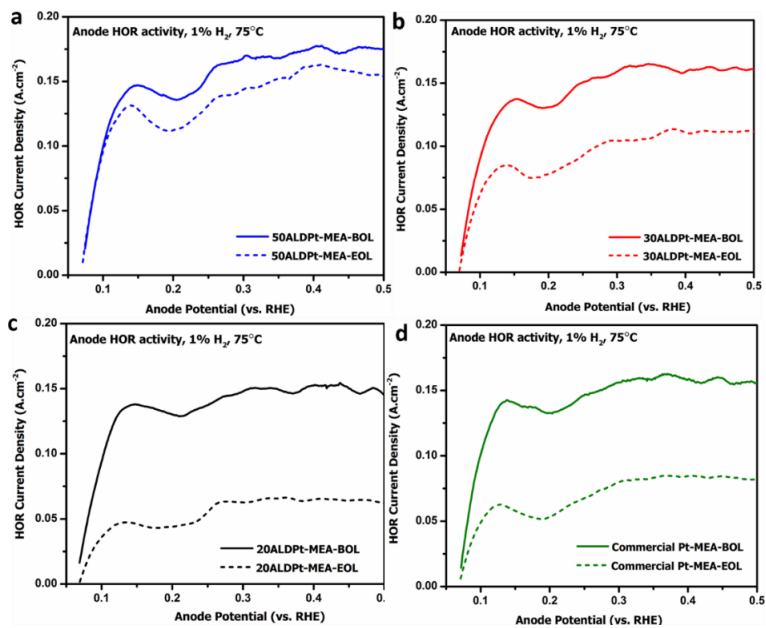 a
Anode HOR activity, 1% H₂, 75°C
HOR Current Density (A.cm⁻²)
0.20
0.15
0.10
0.05
0.00
50ALDPt-MEA-BOL
50ALDPt-MEA-EOL
0.1 0.2 0.3 0.4 0.5
Anode Potential (vs. RHE)
b
Anode HOR activity, 1% H₂, 75°C
HOR Current Density (A.cm⁻²)
0.20
0.15
0.10
0.05
0.00
30ALDPt-MEA-BOL
30ALDPt-MEA-EOL
0.1 0.2 0.3 0.4 0.5
Anode Potential (vs. RHE)
c
Anode HOR activity, 1% H₂, 75°C
HOR Current Density (A.cm⁻²)
0.20
0.15
0.10
0.05
0.00
20ALDPt-MEA-BOL
20ALDPt-MEA-EOL
0.1 0.2 0.3 0.4
Anode Potential (vs. RHE)
d
Anode HOR activity, 1% H₂, 75°C
HOR Current Density (A.cm⁻²)
0.20
0.15
0.10
0.05
0.00
Commercial Pt-MEA-BOL
Commercial Pt-MEA-EOL
0.1 0.2 0.3 0.4 0.5
Anode Potential (vs. RHE)